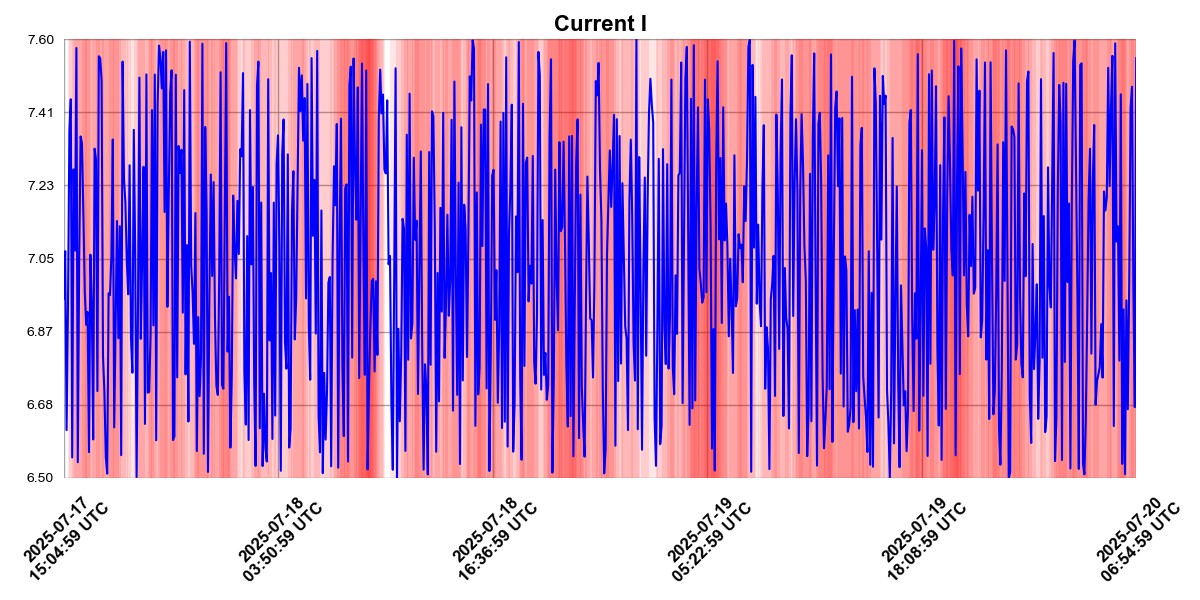 Current I
7.60
7.41
7.23
7.05
6.87
6.68
6.50
2025-07-17
15:04:59 UTC
2025-07-18
03:50:59 UTC
2025-07-18
16:36:59 UTC
2025-07-19
05:22:59 UTC
2025-07-19
18:08:59 UTC
2025-07-20
06:54:59 UTC